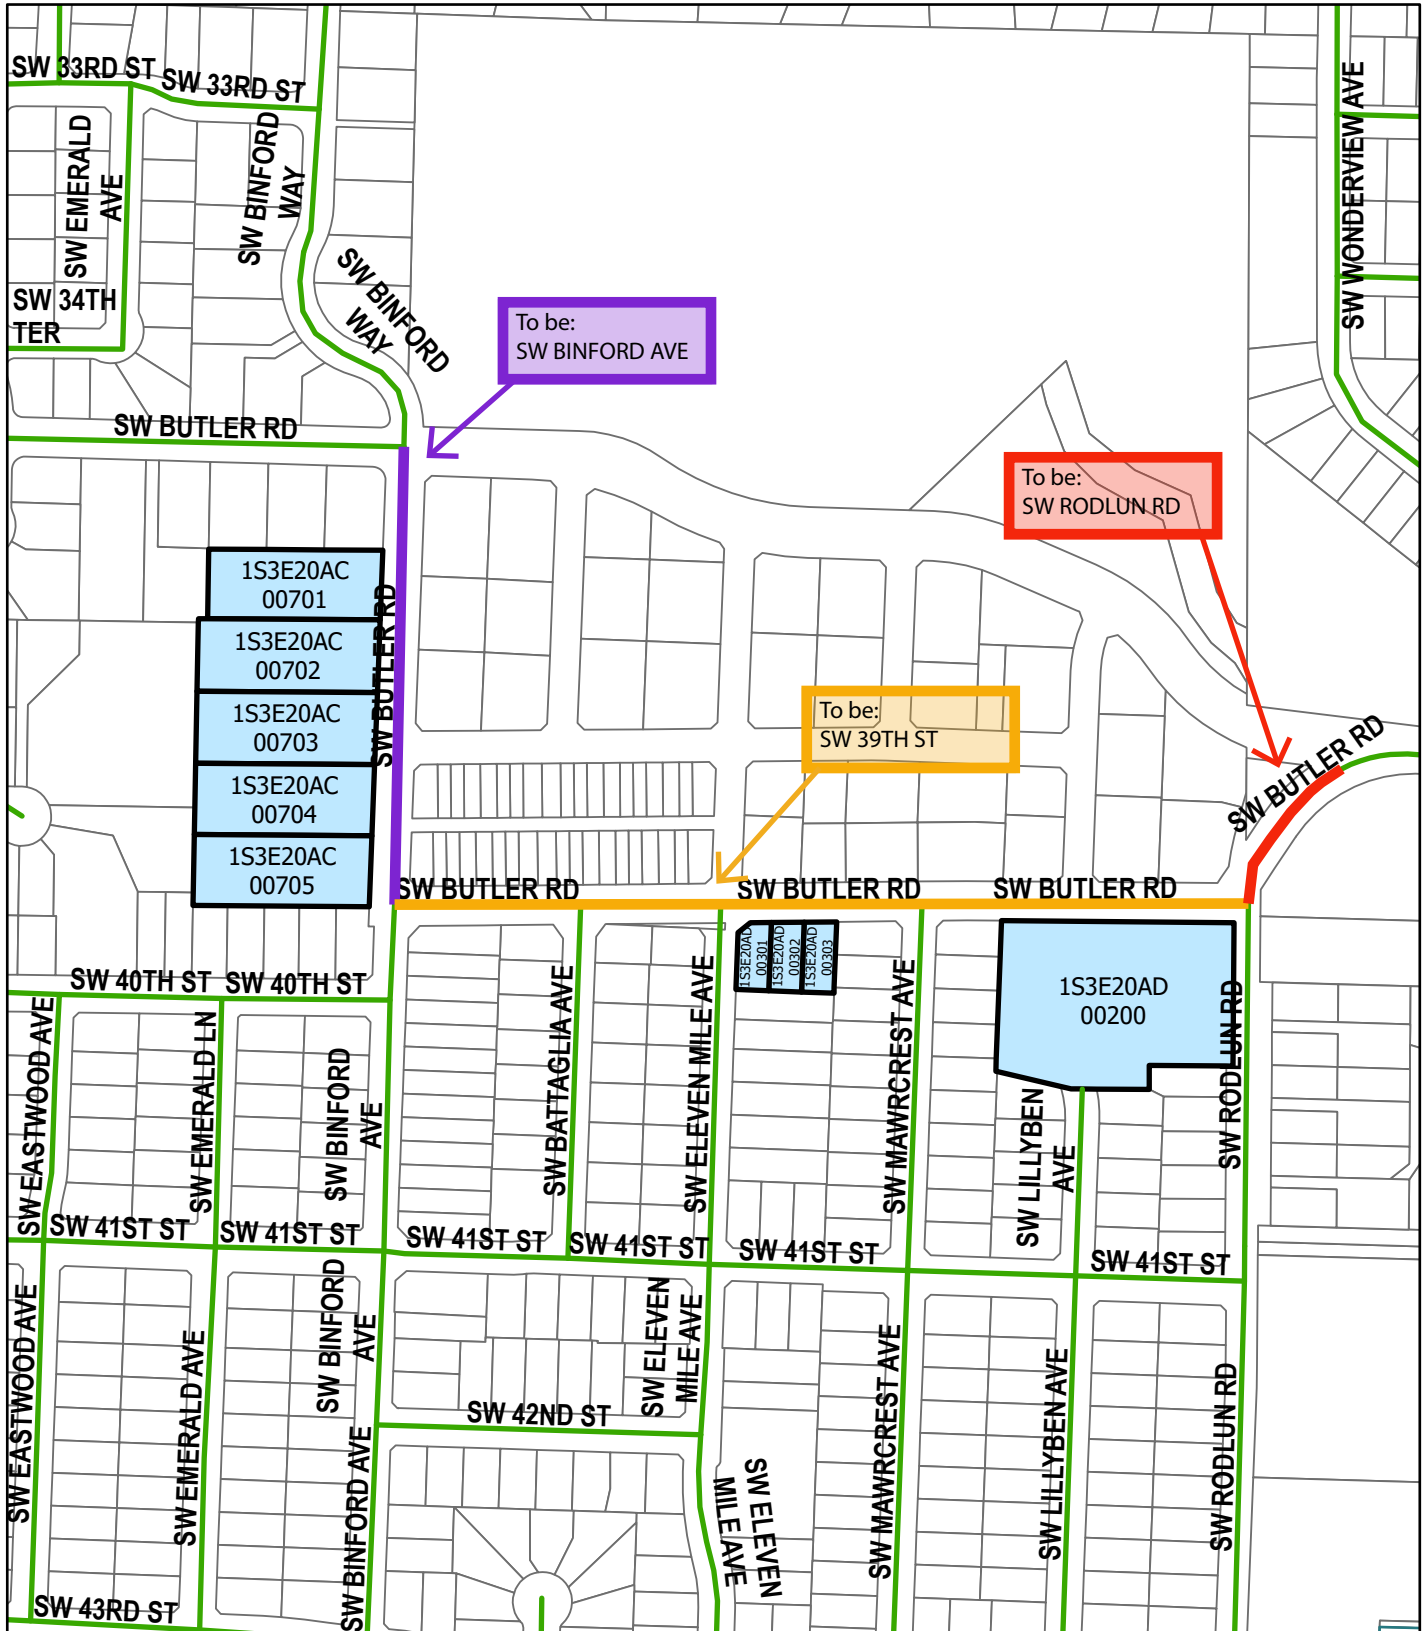 SW 33RD ST
SW 33RD ST
SW EMERALD
AVE
SW BINFORD
WAY
SW WONDERVIEW AVE
SW BINFORD
WAY
SW 34TH
TER
To be:
SW BINFORD AVE
SW BUTLER RD
To be:
SW RODLUN RD
1S3E20AC
00701
SW BUTLER RD
1S3E20AC
00702
1S3E20AC
00703
1S3E20AC
00704
1S3E20AC
00705
To be:
SW 39TH ST
SW BUTLER RD
SW BUTLER RD
SW BUTLER RD
SW BUTLER RD
1S3E20AD
00301
1S3E20AD
00302
1S3E20AD
00303
1S3E20AD
00200
SW 40TH ST
SW 40TH ST
SW EASTWOOD AVE
SW EMERALD LN
SW BINFORD
AVE
SW BATTAGLIA AVE
SW ELEVEN MILE AVE
SW MAWRCREST AVE
SW LILLYBEN
AVE
SW RODLUN RD
SW 41ST ST
SW 41ST ST
SW 41ST ST
SW 41ST ST
SW 41ST ST
SW 41ST ST
SW EASTWOOD AVE
SW EMERALD AVE
SW BINFORD
AVE
SW ELEVEN
MILE AVE
SW MAWRCREST AVE
SW LILLYBEN AVE
SW RODLUN RD
SW 42ND ST
SW BINFORD AVE
SW ELEVEN
MILE AVE
SW 43RD ST